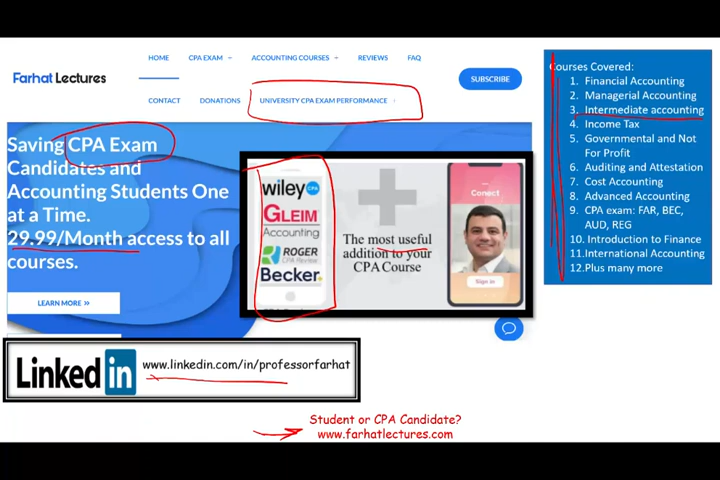 HOME CPA EXAM ACCOUNTING COURSES REVIEWS FAQ
Farhat Lectures
SUBSCRIBE
CONTACT DONATIONS UNIVERSITY CPA EXAM PERFORMANCE
Saving CPA Exam
Candidates and
Accounting Students One
at a Time.
29.99/Month access to all
courses.
LEARN MORE »
wiley CPA
GLEIM
Accounting
ROGER
CPA Review
Becker.
The most useful
addition to your
CPA Course
Conect
Sign in
Courses Covered:
1. Financial Accounting
2. Managerial Accounting
3. Intermediate accounting
4. Income Tax
5. Governmental and Not
For Profit
6. Auditing and Attestation
7. Cost Accounting
8. Advanced Accounting
9. CPA exam: FAR, BEC,
AUD, REG
10. Introduction to Finance
11.International Accounting
12.Plus many more
Linked in
www.linkedin.com/in/professorfarhat
Student or CPA Candidate?
www.farhatlectures.com